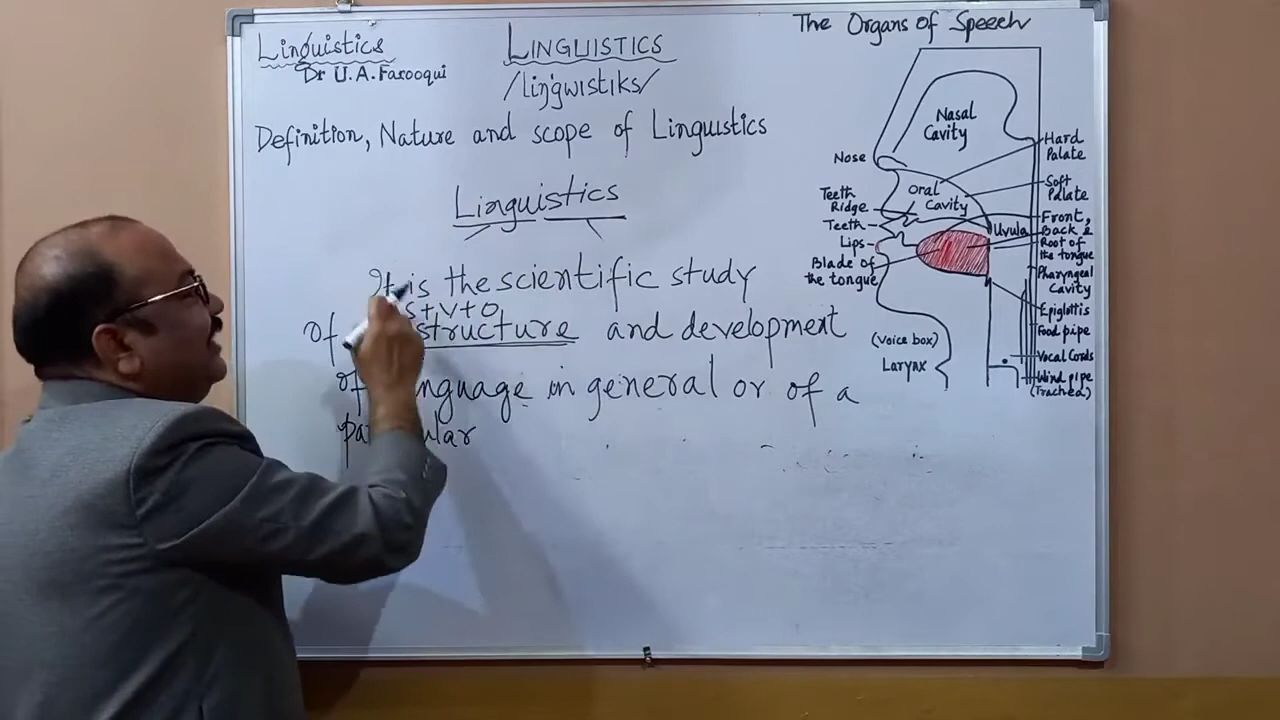 Linguistics
Dr U.A.Farooqui
LINGUISTICS
/liŋgwistiks/
Definition, Nature and scope of Linguistics
Linguistics
It is the scientific study
S+V+O
of structure and development
of language in general or of a
particular
The Organs of Speech
Nasal
Cavity
Nose
Hard
Palate
Oral
Cavity
Soft
Palate
Teeth
Ridge
Teeth
Lips
Blade of
the tongue
Uvula
Front,
Back &
Root of
the tongue
Pharyngeal
Cavity
Epiglottis
Food pipe
(Voice box)
Larynx
Vocal Cords
Wind pipe
(Trachea)